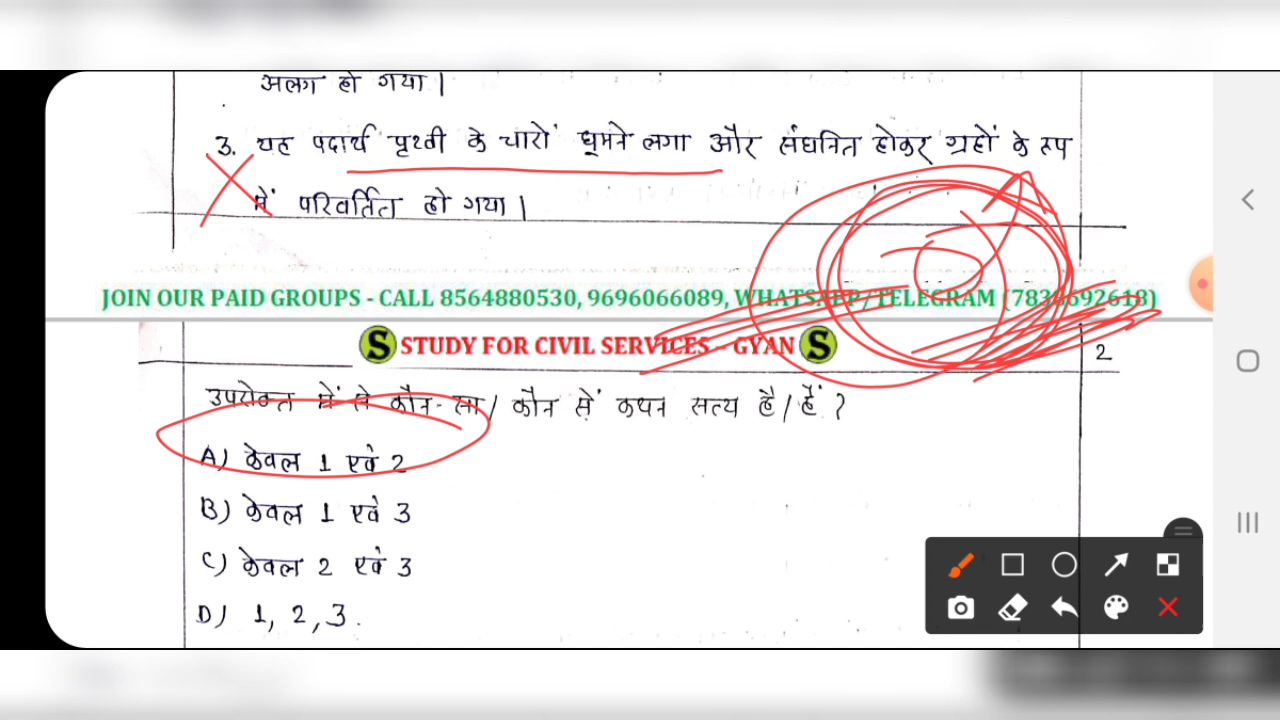 अलग हो गया।
3. यह पदार्थ पृथ्वी के चारों घूमने लगा और संघनित होकर ग्रहों के रूप
में परिवर्तित हो गया।
JOIN OUR PAID GROUPS - CALL 8564880530, 9696066089, WHATSAPP/TELEGRAM (7838692618)
S STUDY FOR CIVIL SERVICES - GYAN S
2
उपरोक्त में से कौन-सा/ कौन सें कथन सत्य है/हैं ?
A) केवल 1 एवं 2
B) केवल 1 एवं 3
C) केवल 2 एवं 3
D) 1, 2, 3.